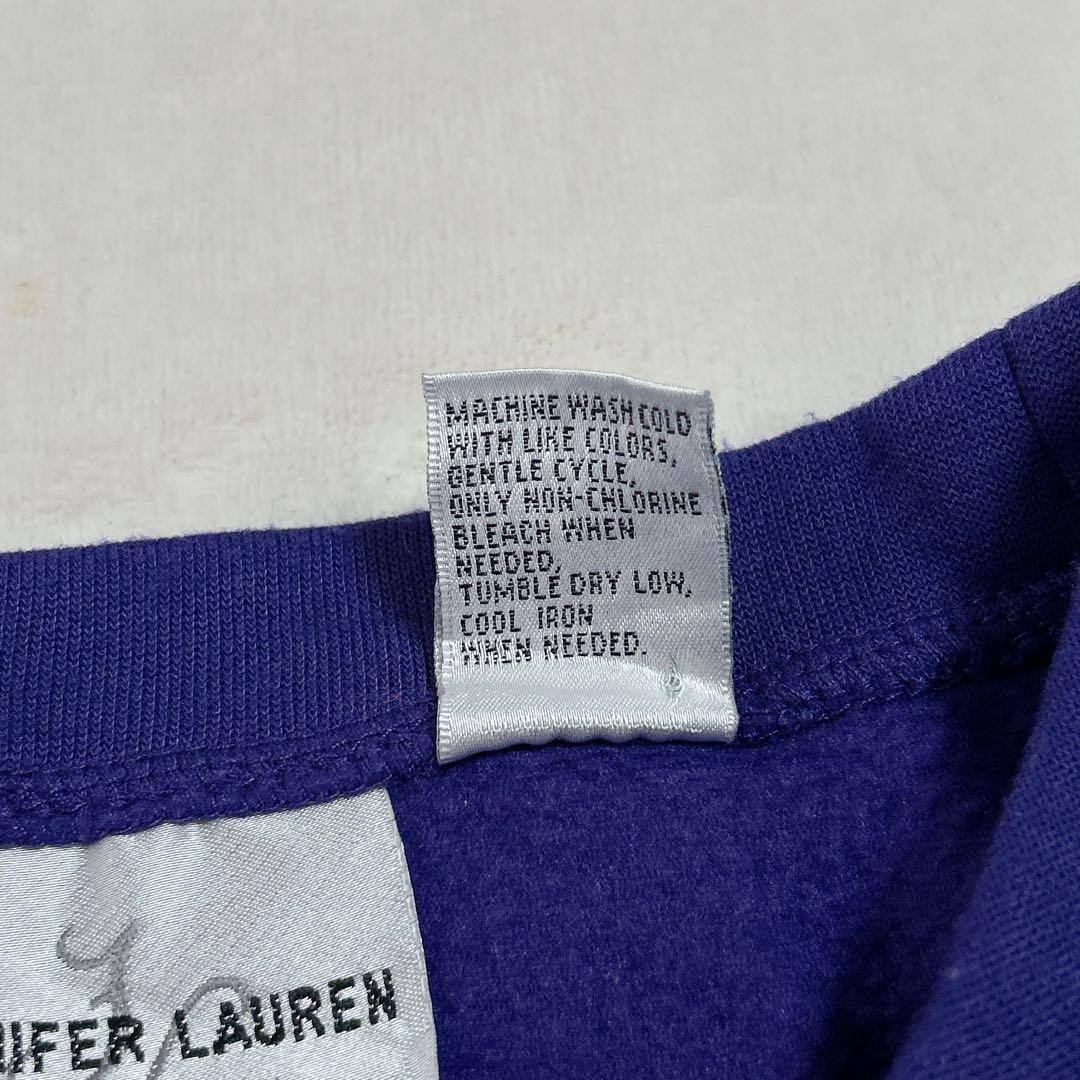 MACHINE WASH COLD
WITH LIKE COLORS,
GENTLE CYCLE,
ONLY NON-CHLORINE
BLEACH WHEN
NEEDED,
TUMBLE DRY LOW,
COOL IRON
WHEN NEEDED.
NIFER LAUREN